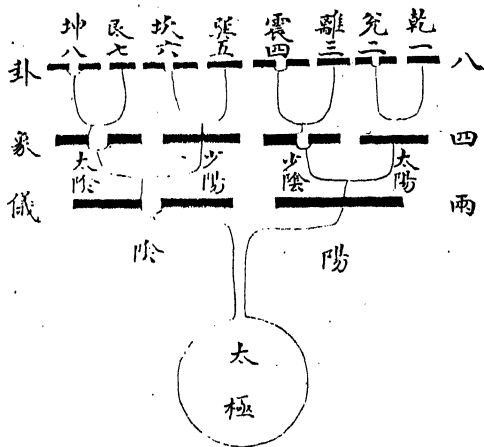 八卦
乾一
兌二
離三
震四
巽五
坎六
艮七
坤八
四象
太陽
少陰
少陽
太陰
兩儀
陽
陰
太極